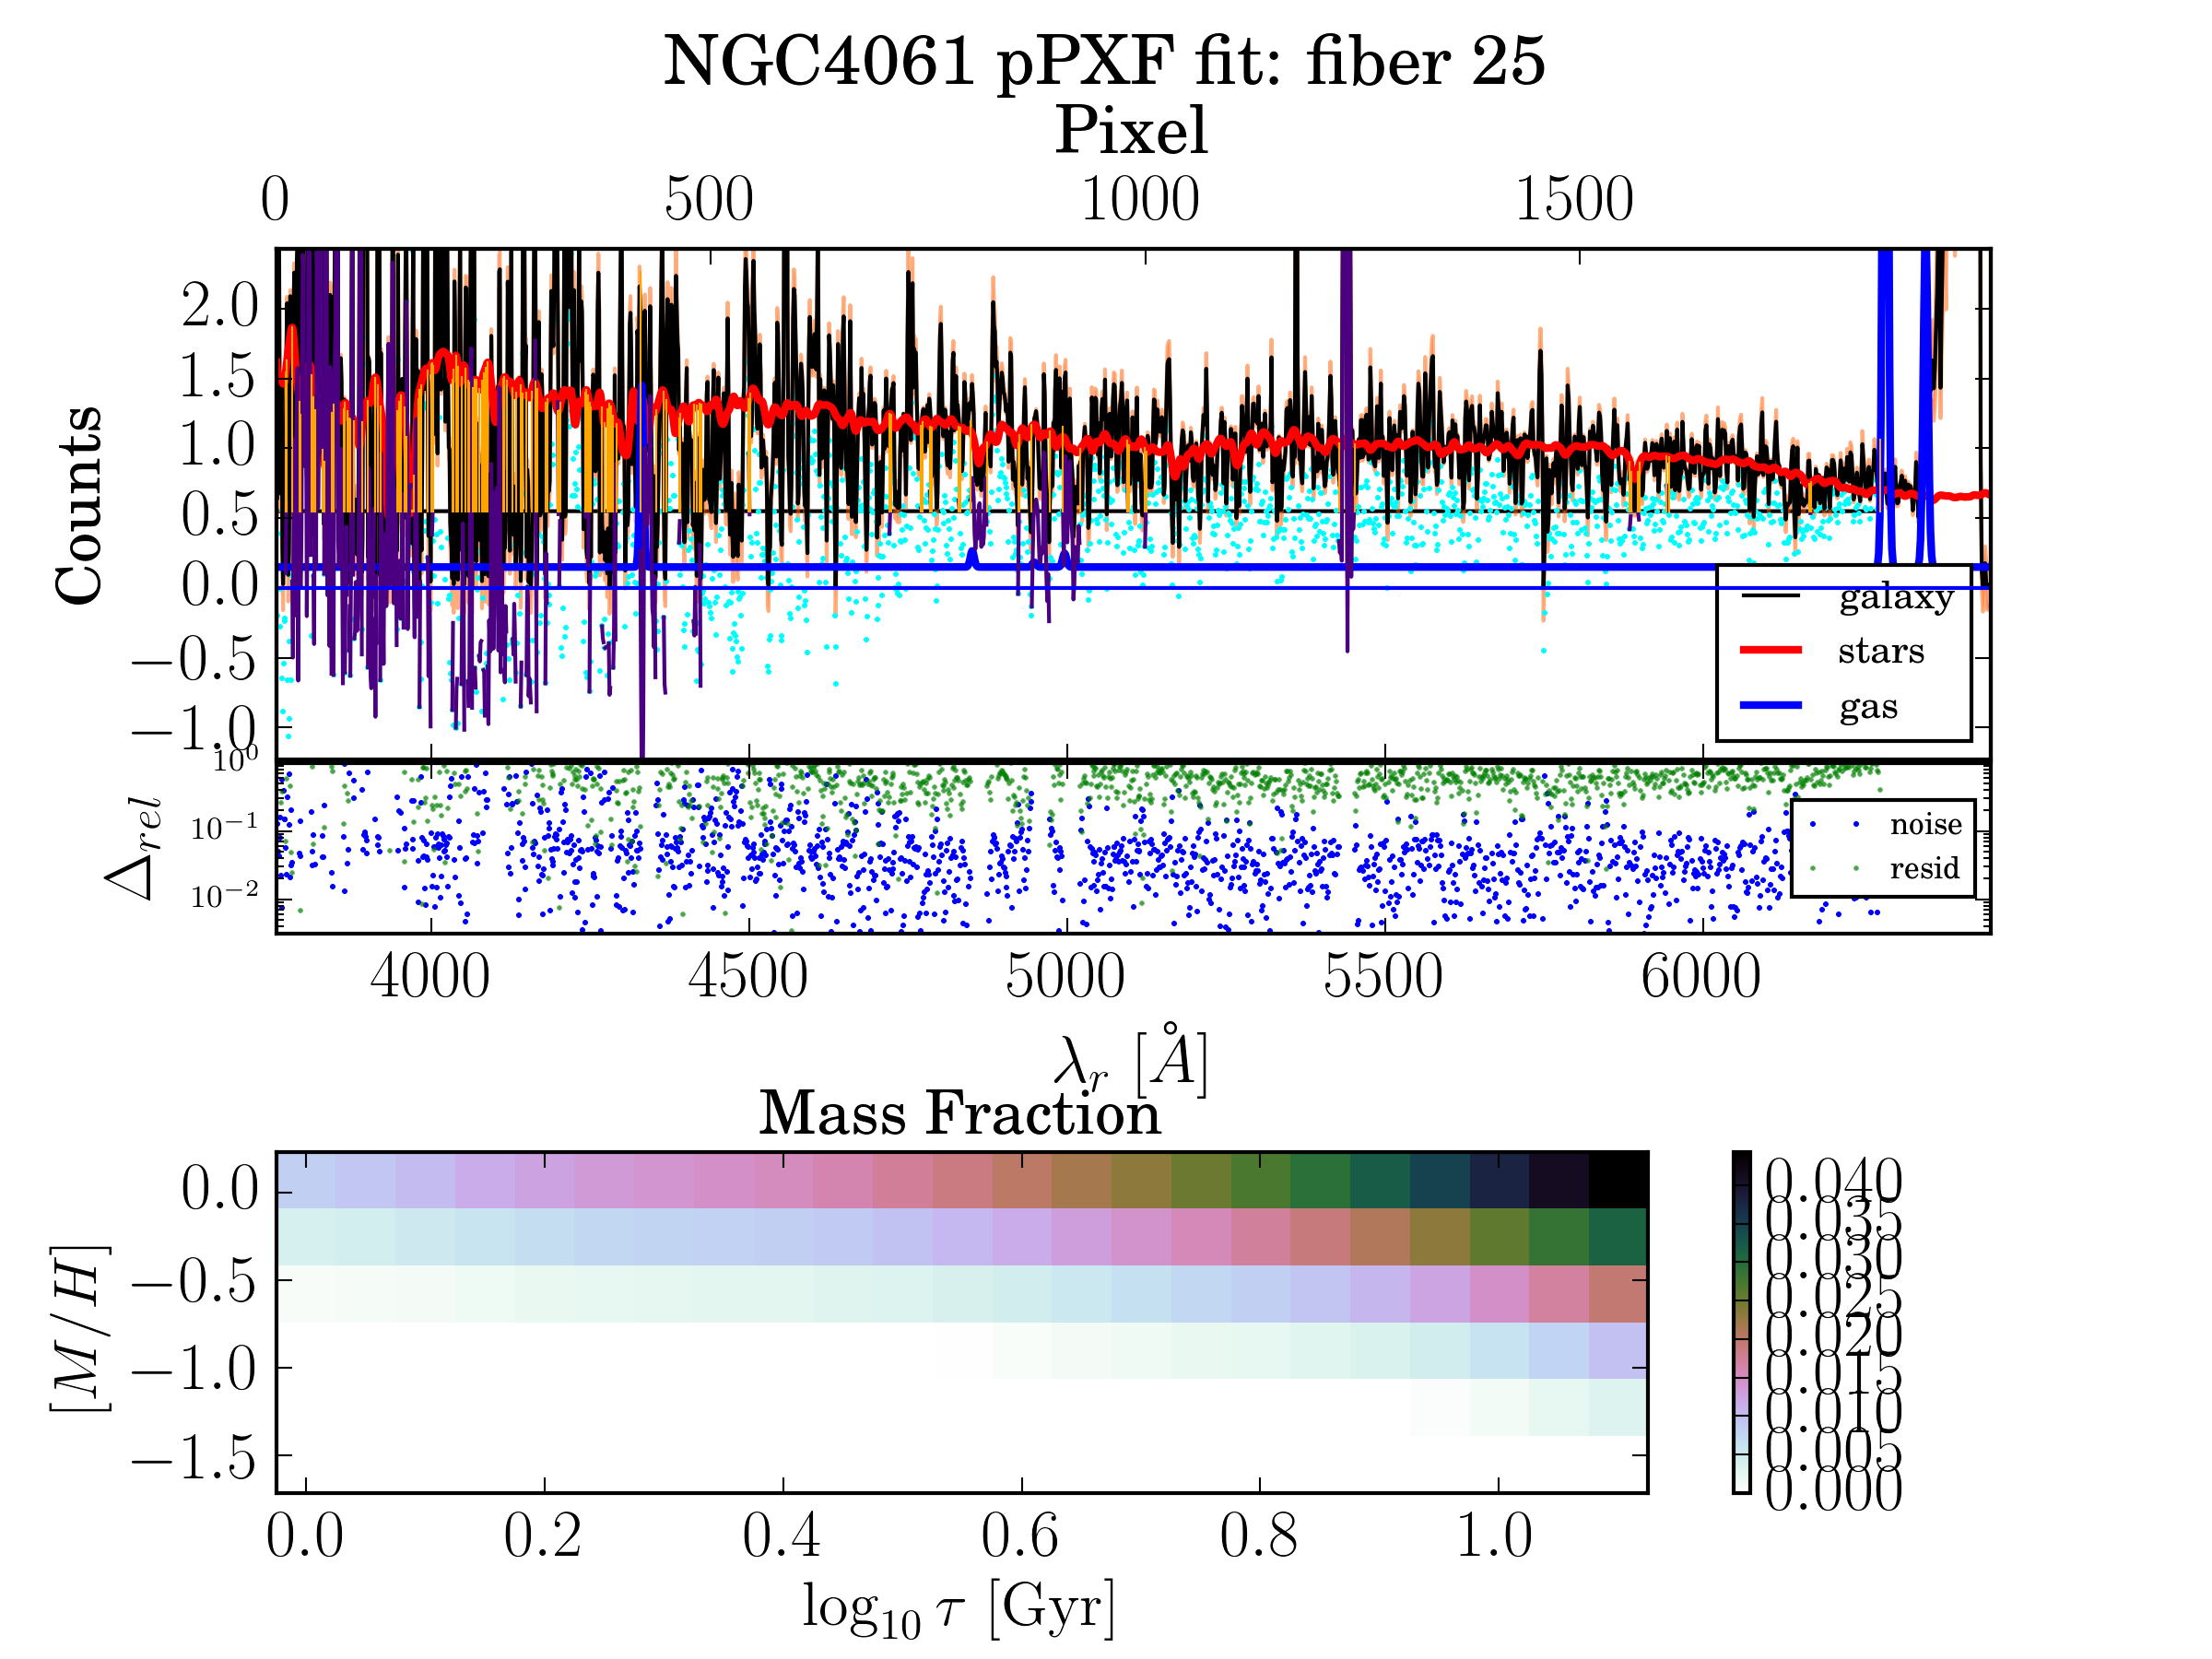 NGC4061 pPXF fit: fiber 25
Pixel
0 500 1000 1500
Counts
2.0
1.5
1.0
0.5
0.0
−0.5
−1.0
galaxy
stars
gas
Δrel
10⁰
10⁻¹
10⁻²
noise
resid
4000 4500 5000 5500 6000
λr [Å]
Mass Fraction
[M/H]
0.0
−0.5
−1.0
−1.5
0.0 0.2 0.4 0.6 0.8 1.0
log₁₀ τ [Gyr]
0.040
0.035
0.030
0.025
0.020
0.015
0.010
0.005
0.000